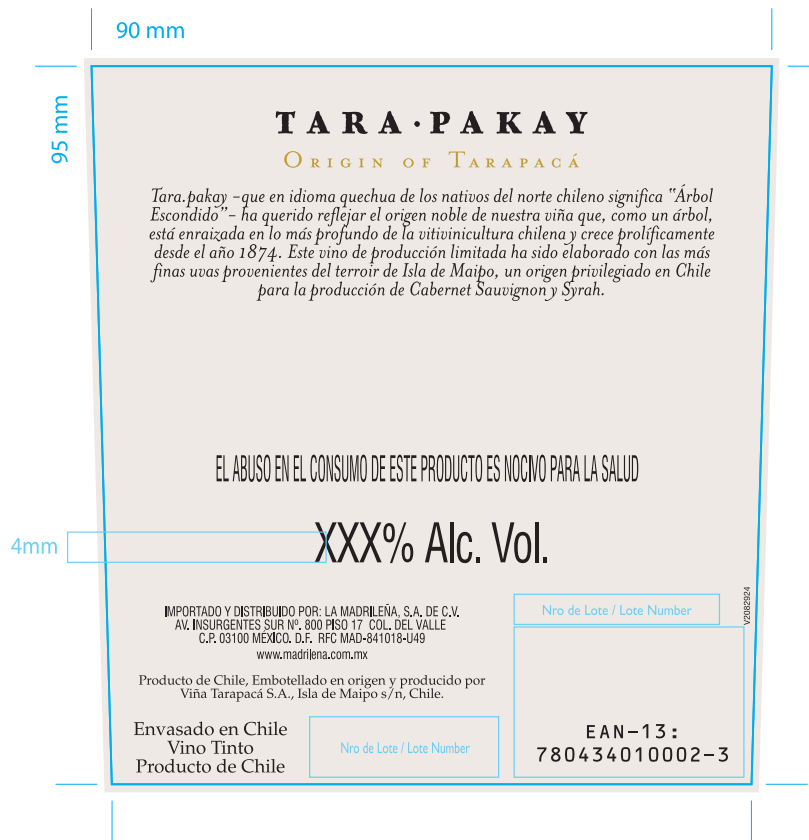 90 mm
95 mm
TARA·PAKAY
ORIGIN OF TARAPACÁ
Tara.pakay -que en idioma quechua de los nativos del norte chileno significa "Árbol
Escondido"- ha querido reflejar el origen noble de nuestra viña que, como un árbol,
está enraizada en lo más profundo de la vitivinicultura chilena y crece prolíficamente
desde el año 1874. Este vino de producción limitada ha sido elaborado con las más
finas uvas provenientes del terroir de Isla de Maipo, un origen privilegiado en Chile
para la producción de Cabernet Sauvignon y Syrah.
EL ABUSO EN EL CONSUMO DE ESTE PRODUCTO ES NOCIVO PARA LA SALUD
4mm
XXX% Alc. Vol.
IMPORTADO Y DISTRIBUIDO POR: LA MADRILEÑA, S.A. DE C.V.
AV. INSURGENTES SUR Nº. 800 PISO 17 COL. DEL VALLE
C.P. 03100 MÉXICO. D.F. RFC MAD-841018-U49
www.madrilena.com.mx
Producto de Chile, Embotellado en origen y producido por
Viña Tarapacá S.A., Isla de Maipo s/n, Chile.
Envasado en Chile
Vino Tinto
Producto de Chile
Nro de Lote / Lote Number
Nro de Lote / Lote Number
V2082924
EAN-13:
780434010002-3